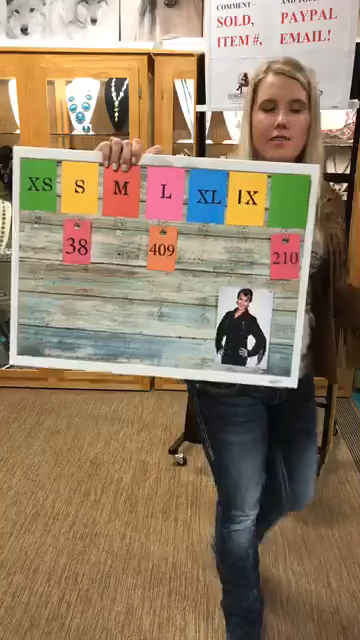 COMMENT—
SOLD, PAYPAL
ITEM #, EMAIL!
XS S M L XL 1X
38 409 210